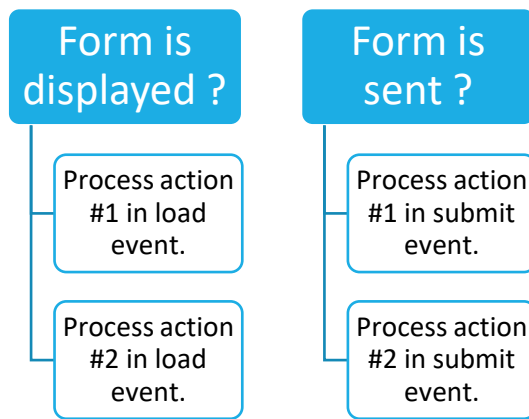 Form is
displayed ?
Process action
#1 in load
event.
Process action
#2 in load
event.
Form is
sent ?
Process action
#1 in submit
event.
Process action
#2 in submit
event.